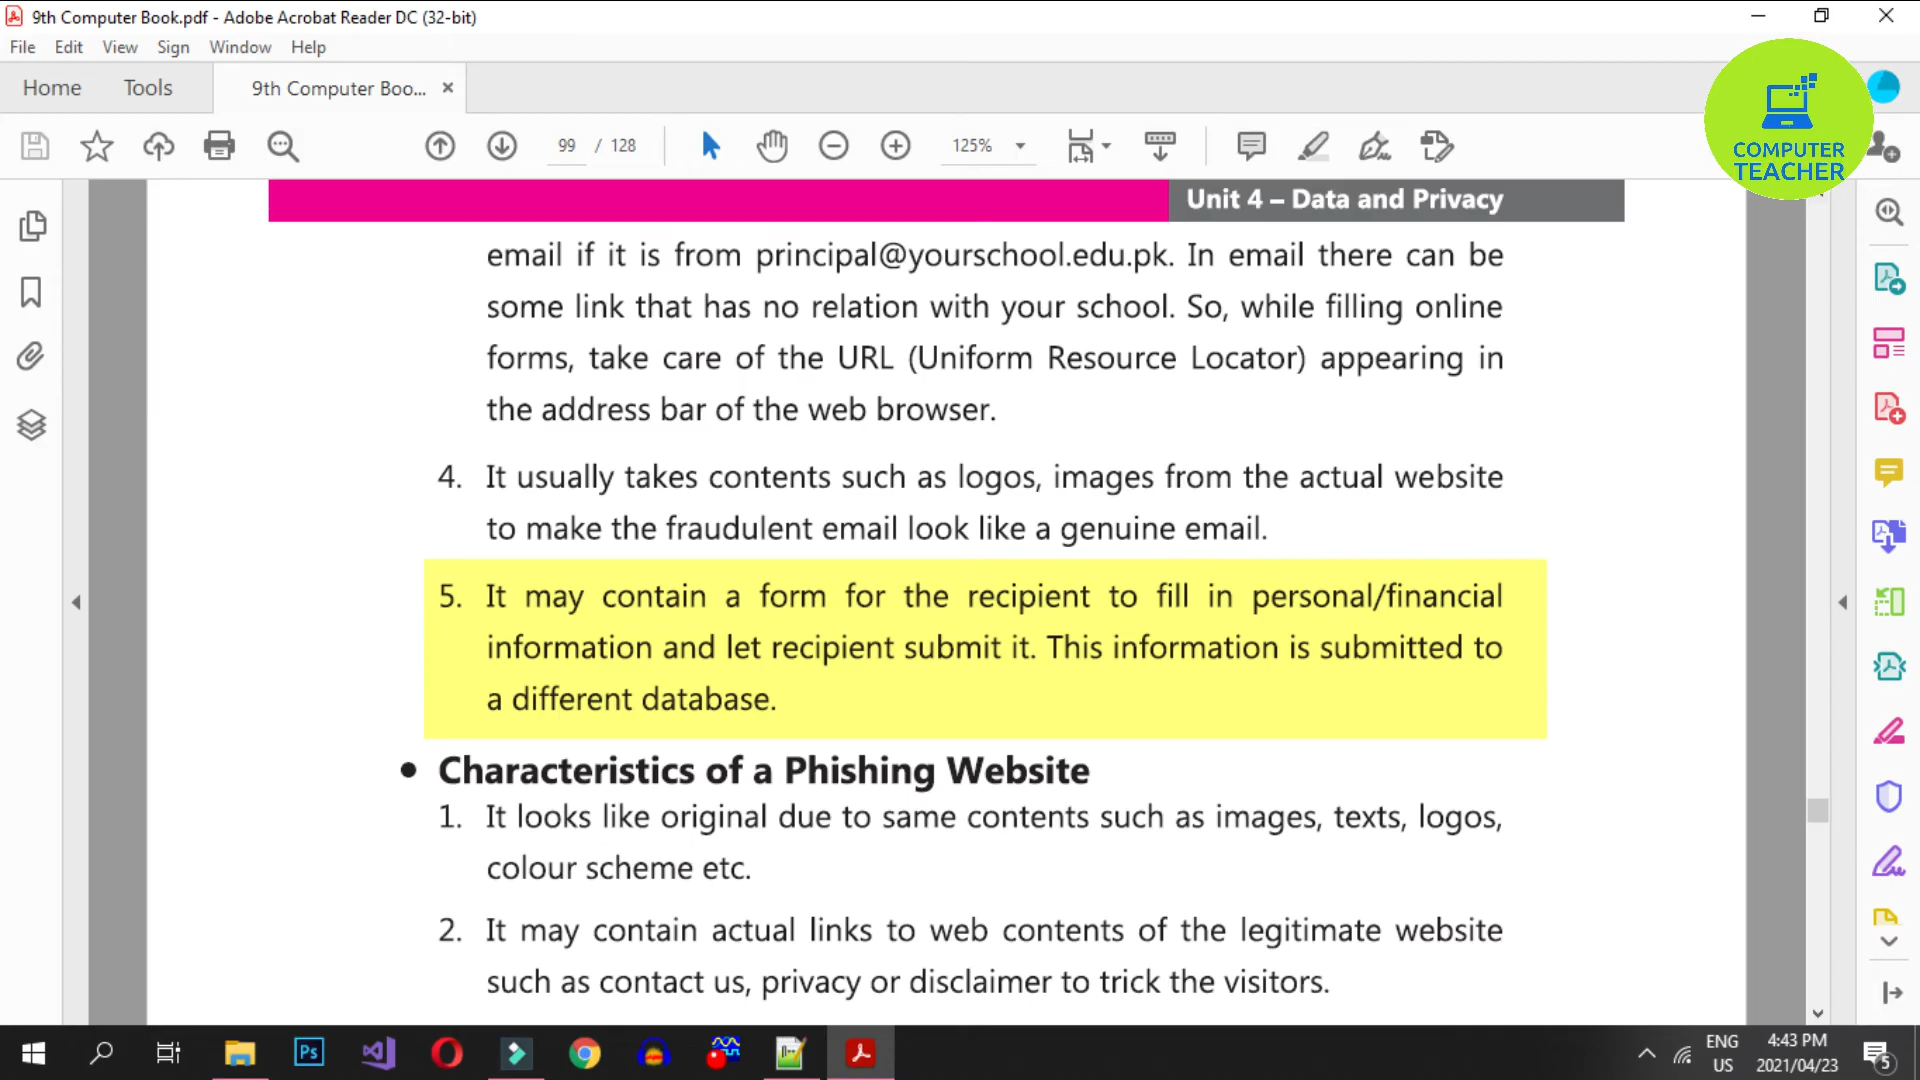 9th Computer Book.pdf - Adobe Acrobat Reader DC (32-bit)
File Edit View Sign Window Help
Home Tools 9th Computer Boo... ×
99 / 128 125%
COMPUTER
TEACHER
Unit 4 – Data and Privacy
email if it is from principal@yourschool.edu.pk. In email there can be
some link that has no relation with your school. So, while filling online
forms, take care of the URL (Uniform Resource Locator) appearing in
the address bar of the web browser.
4. It usually takes contents such as logos, images from the actual website
to make the fraudulent email look like a genuine email.
5. It may contain a form for the recipient to fill in personal/financial
information and let recipient submit it. This information is submitted to
a different database.
• Characteristics of a Phishing Website
1. It looks like original due to same contents such as images, texts, logos,
colour scheme etc.
2. It may contain actual links to web contents of the legitimate website
such as contact us, privacy or disclaimer to trick the visitors.
Ps
ENG
US
4:43 PM
2021/04/23
5